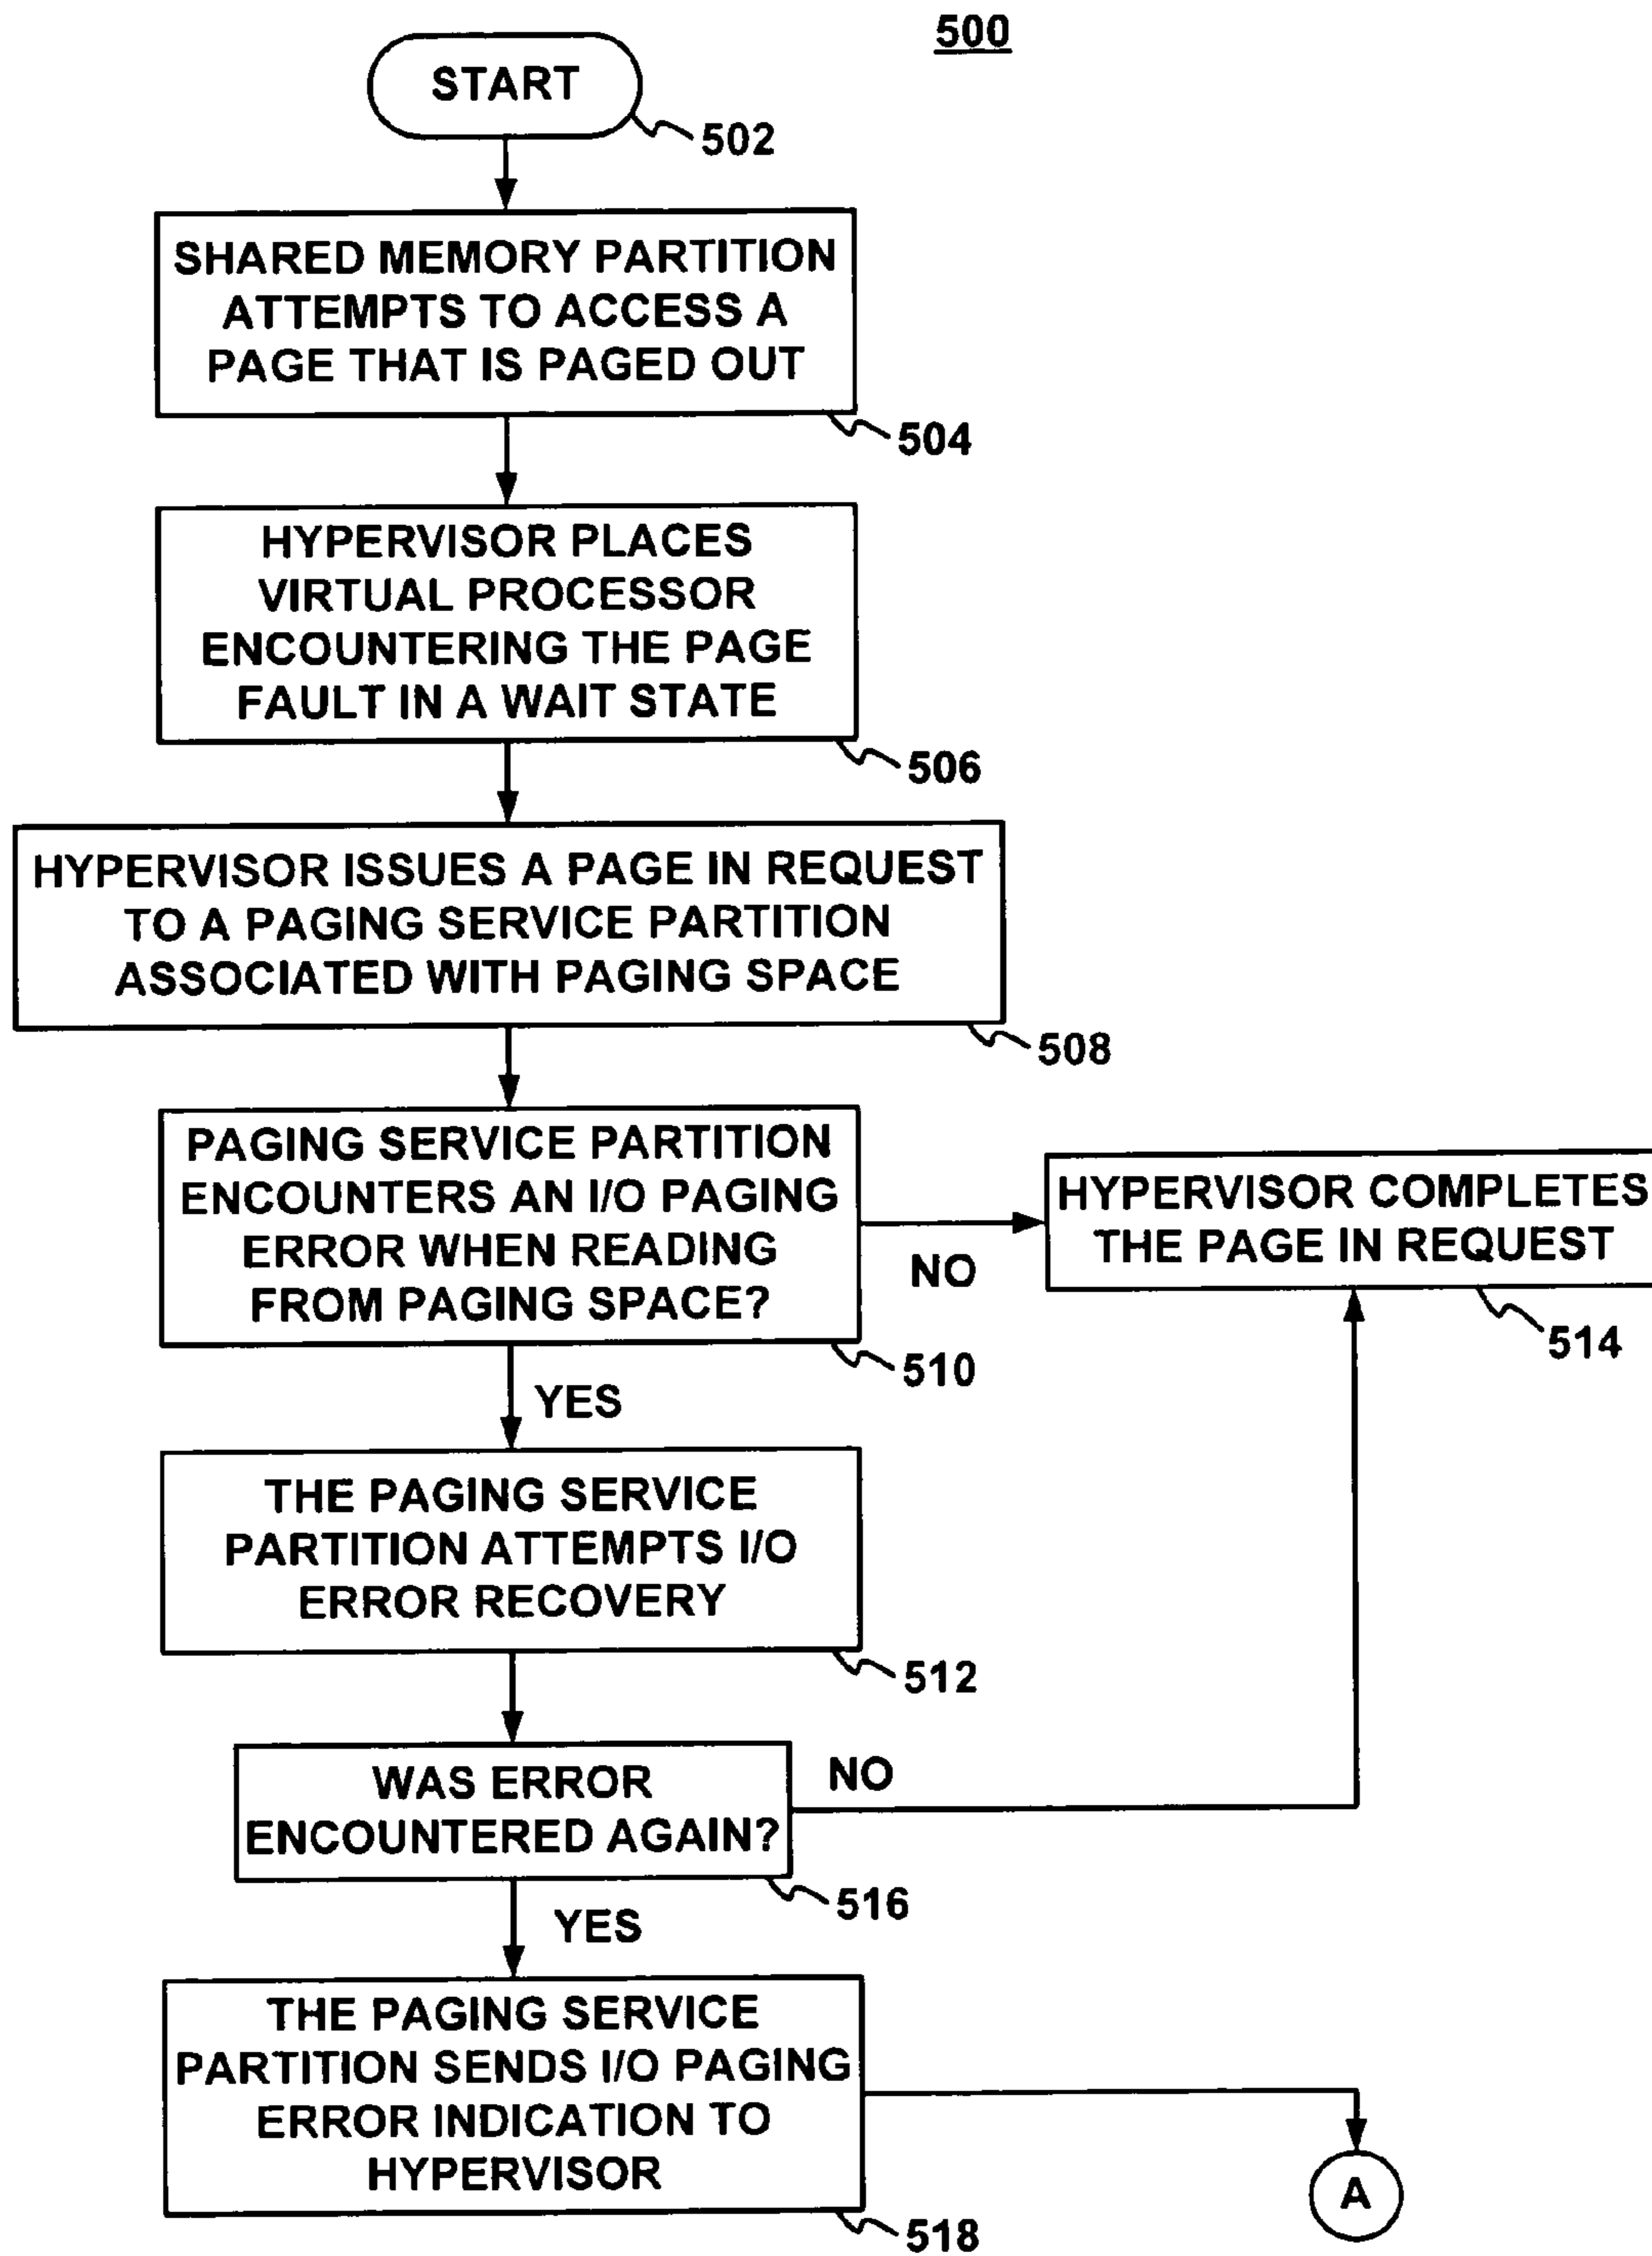 500
START
502
SHARED MEMORY PARTITION
ATTEMPTS TO ACCESS A
PAGE THAT IS PAGED OUT
504
HYPERVISOR PLACES
VIRTUAL PROCESSOR
ENCOUNTERING THE PAGE
FAULT IN A WAIT STATE
506
HYPERVISOR ISSUES A PAGE IN REQUEST
TO A PAGING SERVICE PARTITION
ASSOCIATED WITH PAGING SPACE
508
PAGING SERVICE PARTITION
ENCOUNTERS AN I/O PAGING
ERROR WHEN READING
FROM PAGING SPACE?
510
NO
HYPERVISOR COMPLETES
THE PAGE IN REQUEST
514
YES
THE PAGING SERVICE
PARTITION ATTEMPTS I/O
ERROR RECOVERY
512
WAS ERROR
ENCOUNTERED AGAIN?
516
NO
YES
THE PAGING SERVICE
PARTITION SENDS I/O PAGING
ERROR INDICATION TO
HYPERVISOR
518
A